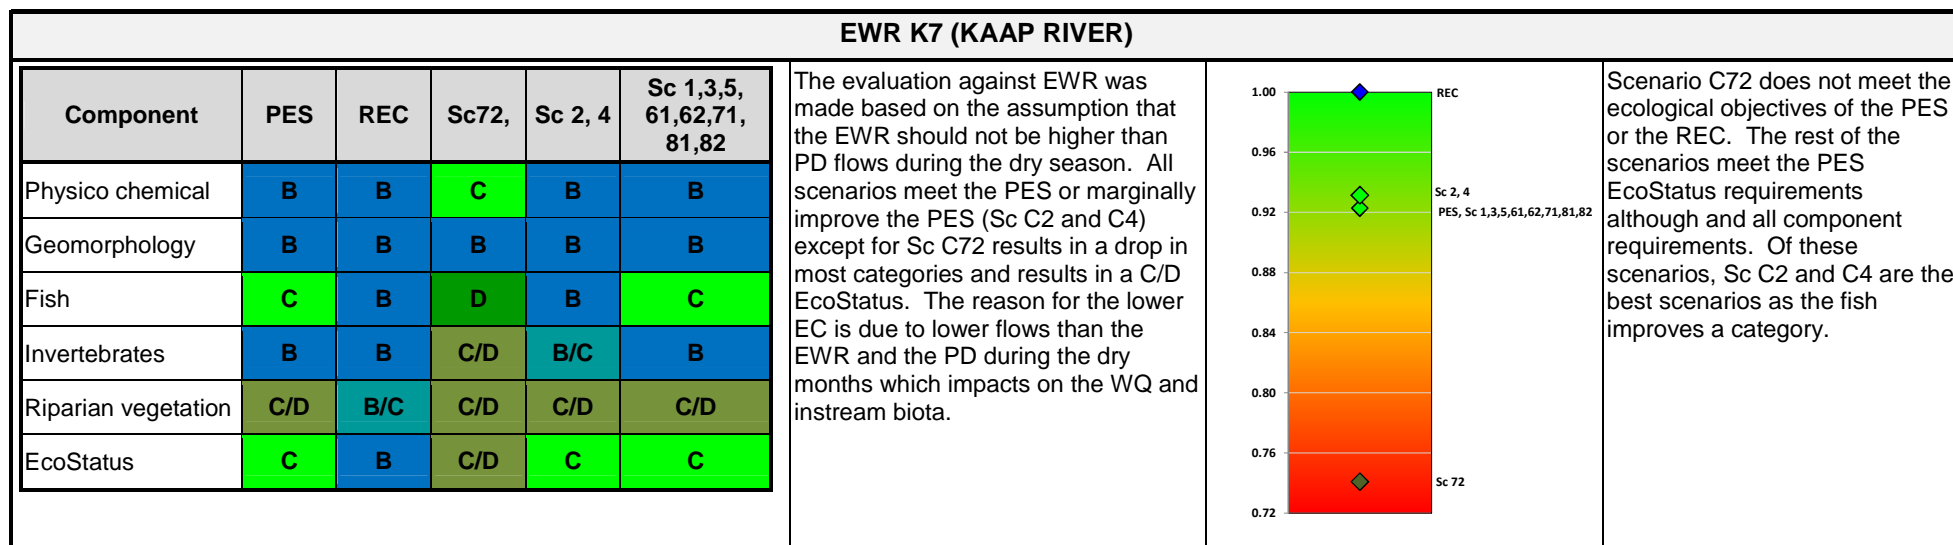 EWR K7 (KAAP RIVER)
Component PES REC Sc72, Sc 2, 4 Sc 1,3,5,
61,62,71,
81,82
Physico chemical B B C B B
Geomorphology B B B B B
Fish C B D B C
Invertebrates B B C/D B/C B
Riparian vegetation C/D B/C C/D C/D C/D
EcoStatus C B C/D C C
The evaluation against EWR was
made based on the assumption that
the EWR should not be higher than
PD flows during the dry season.  All
scenarios meet the PES or marginally
improve the PES (Sc C2 and C4)
except for Sc C72 results in a drop in
most categories and results in a C/D
EcoStatus.  The reason for the lower
EC is due to lower flows than the
EWR and the PD during the dry
months which impacts on the WQ and
instream biota.
1.00 REC
0.96
Sc 2, 4
0.92 PES, Sc 1,3,5,61,62,71,81,82
0.88
0.84
0.80
0.76
Sc 72
0.72
Scenario C72 does not meet the
ecological objectives of the PES
or the REC.  The rest of the
scenarios meet the PES
EcoStatus requirements
although and all component
requirements.  Of these
scenarios, Sc C2 and C4 are the
best scenarios as the fish
improves a category.